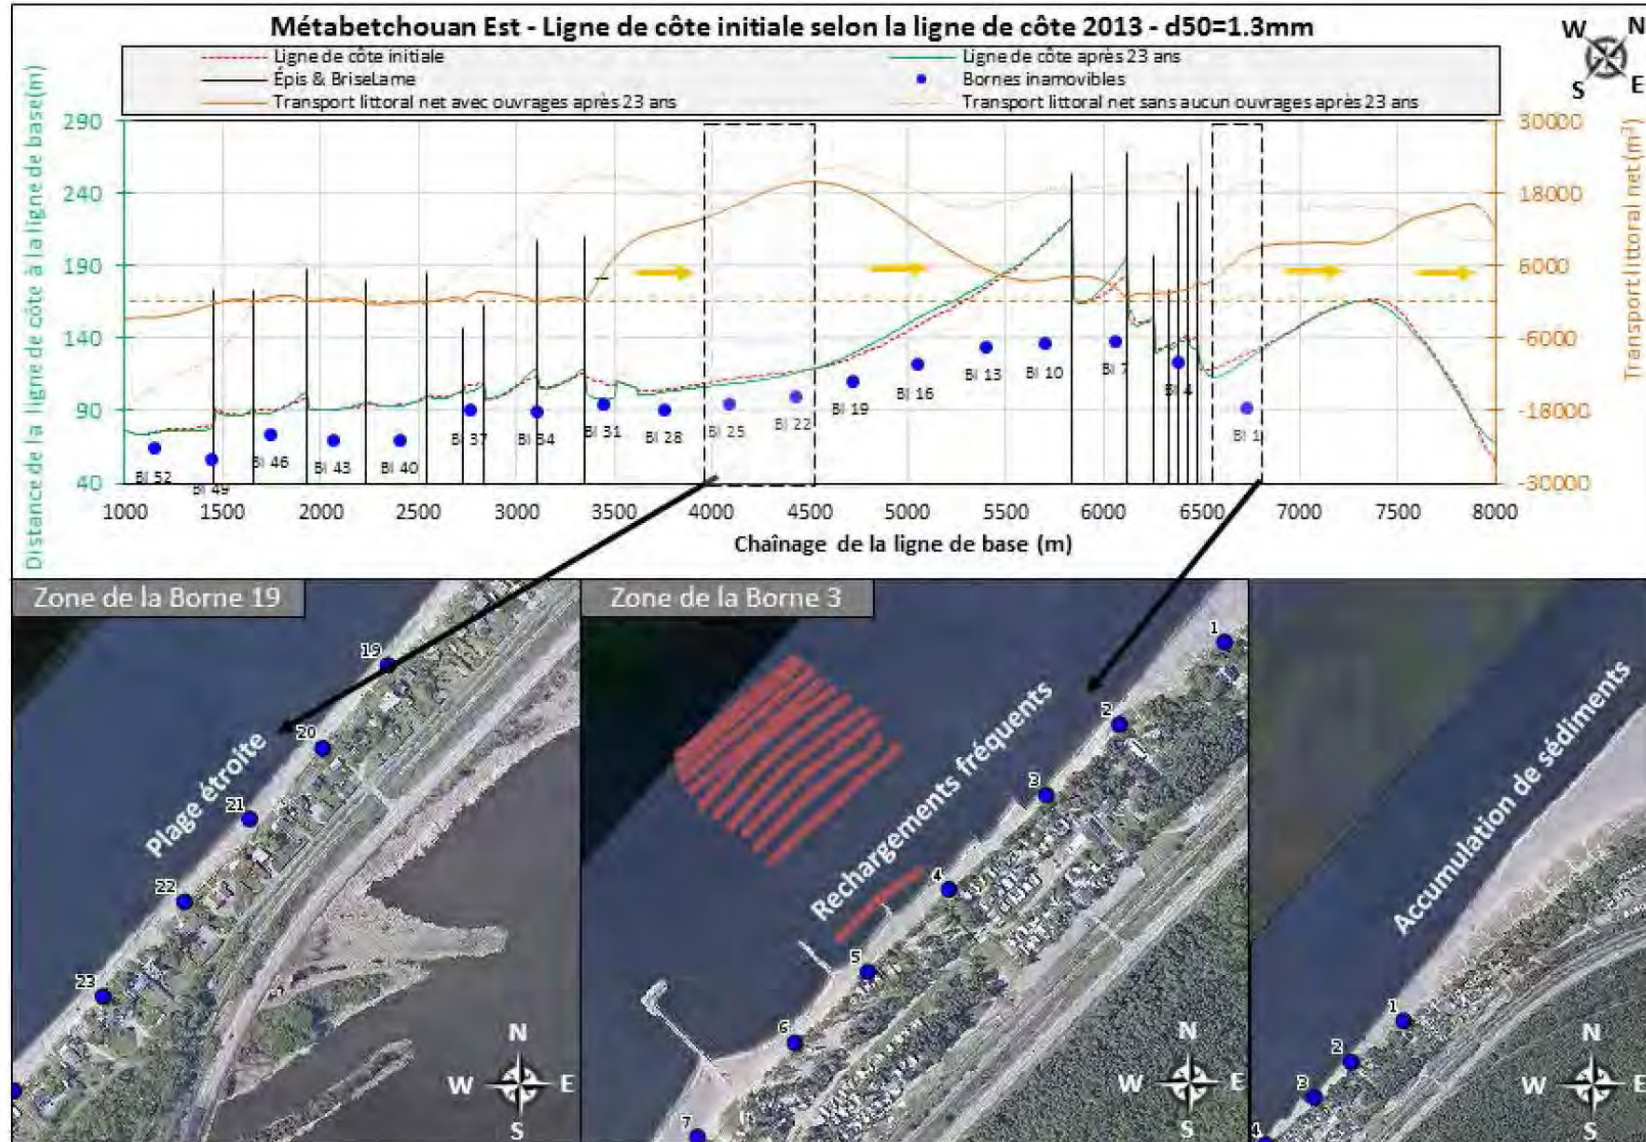 Métabetchouan Est - Ligne de côte initiale selon la ligne de côte 2013 - d50=1.3mm
Ligne de côte initiale
Ligne de côte après 23 ans
Épis & BriseLame
Bornes inamovibles
Transport littoral net avec ouvrages après 23 ans
Transport littoral net sans aucun ouvrages après 23 ans
W N
S E
Distance de la ligne de côte à la ligne de base(m)
290
240
190
140
90
40
30000
18000
6000
-6000
-18000
-30000
Transport littoral net(m³)
BI 52
BI 49
BI 46
BI 43
BI 40
BI 37
BI 34
BI 31
BI 28
BI 25
BI 22
BI 19
BI 16
BI 13
BI 10
BI 7
BI 4
BI 1
1000 1500 2000 2500 3000 3500 4000 4500 5000 5500 6000 6500 7000 7500 8000
Chaînage de la ligne de base (m)
Zone de la Borne 19
19
20
21
22
23
Plage étroite
N
W E
S
Zone de la Borne 3
1
2
3
4
5
6
7
Rechargements fréquents
N
W E
S
Accumulation de sédiments
1
2
3
4
N
W E
S